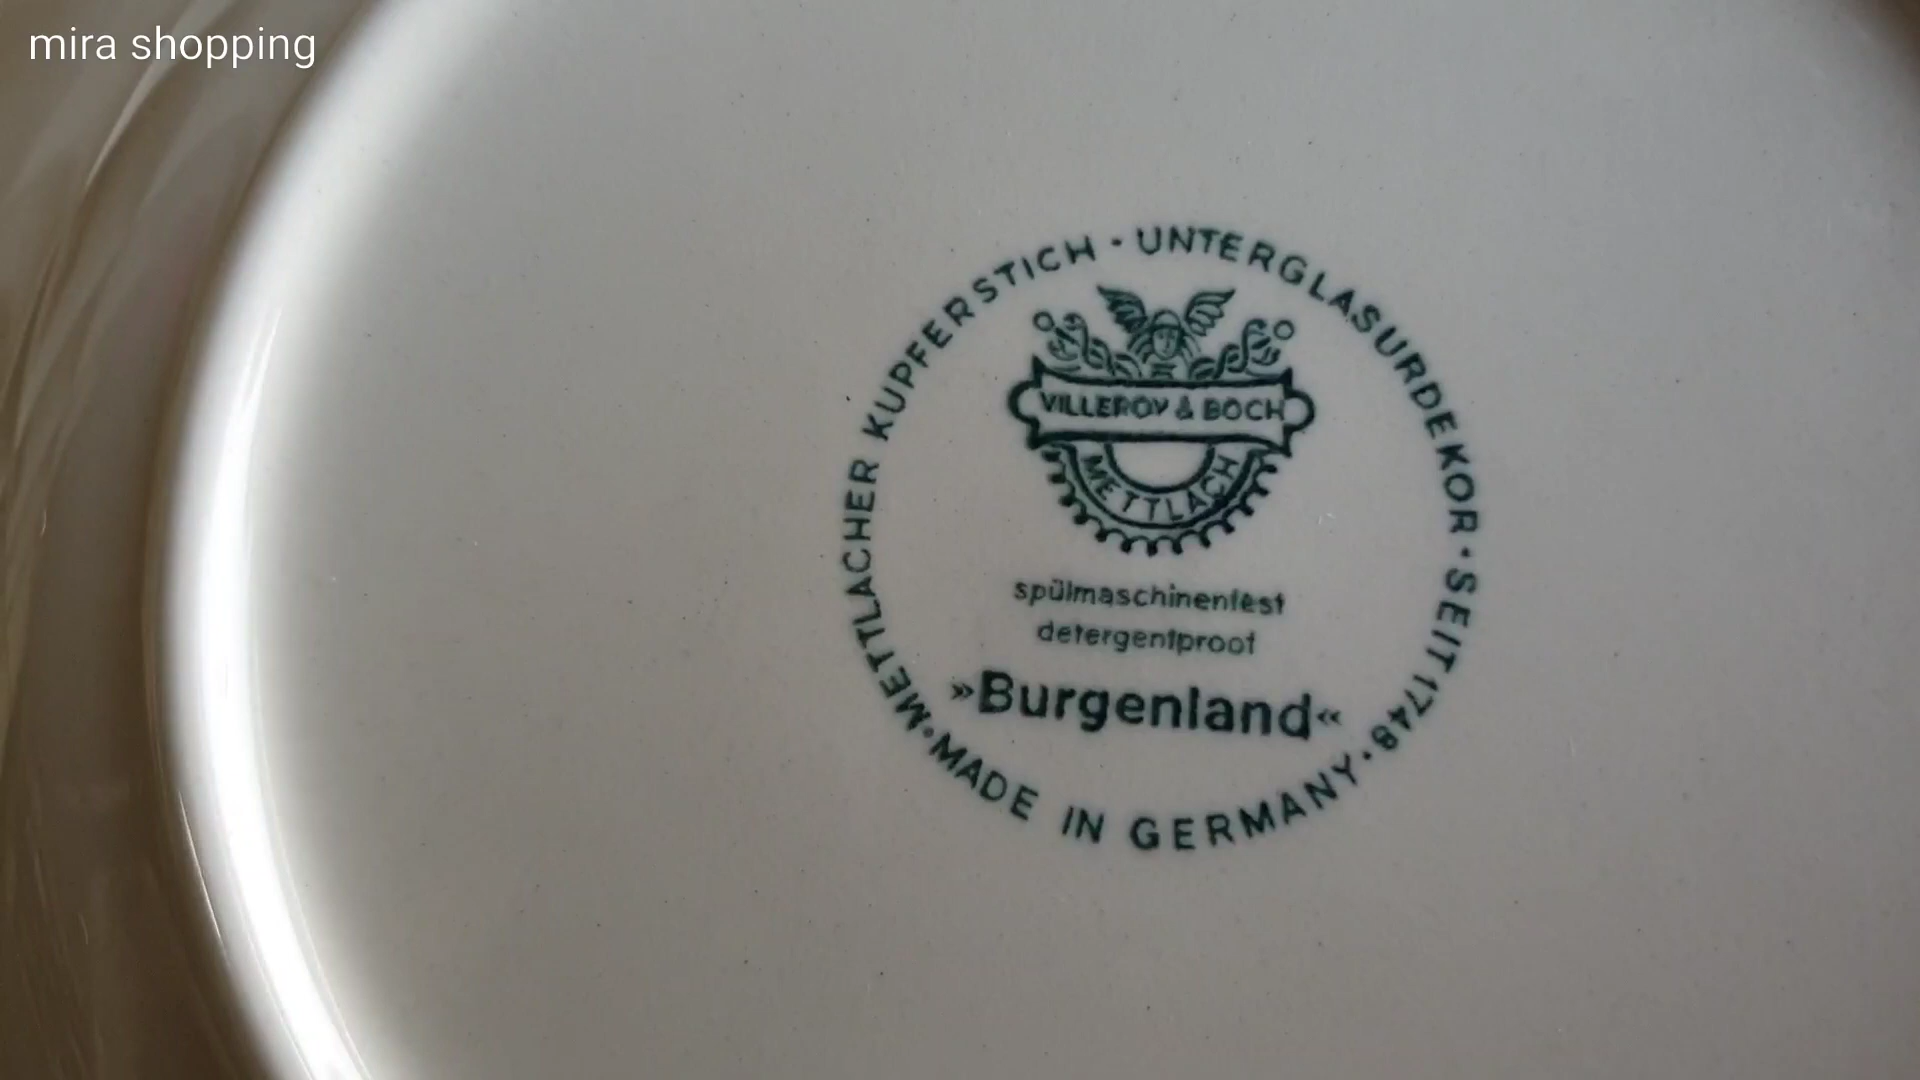 mira shopping
METTLACHER KUPFERSTICH · UNTERGLASURDEKOR · SEIT 1748 · MADE IN GERMANY ·
VILLEROY & BOCH
METTLACH
spülmaschinenfest
detergentproof
»Burgenland«